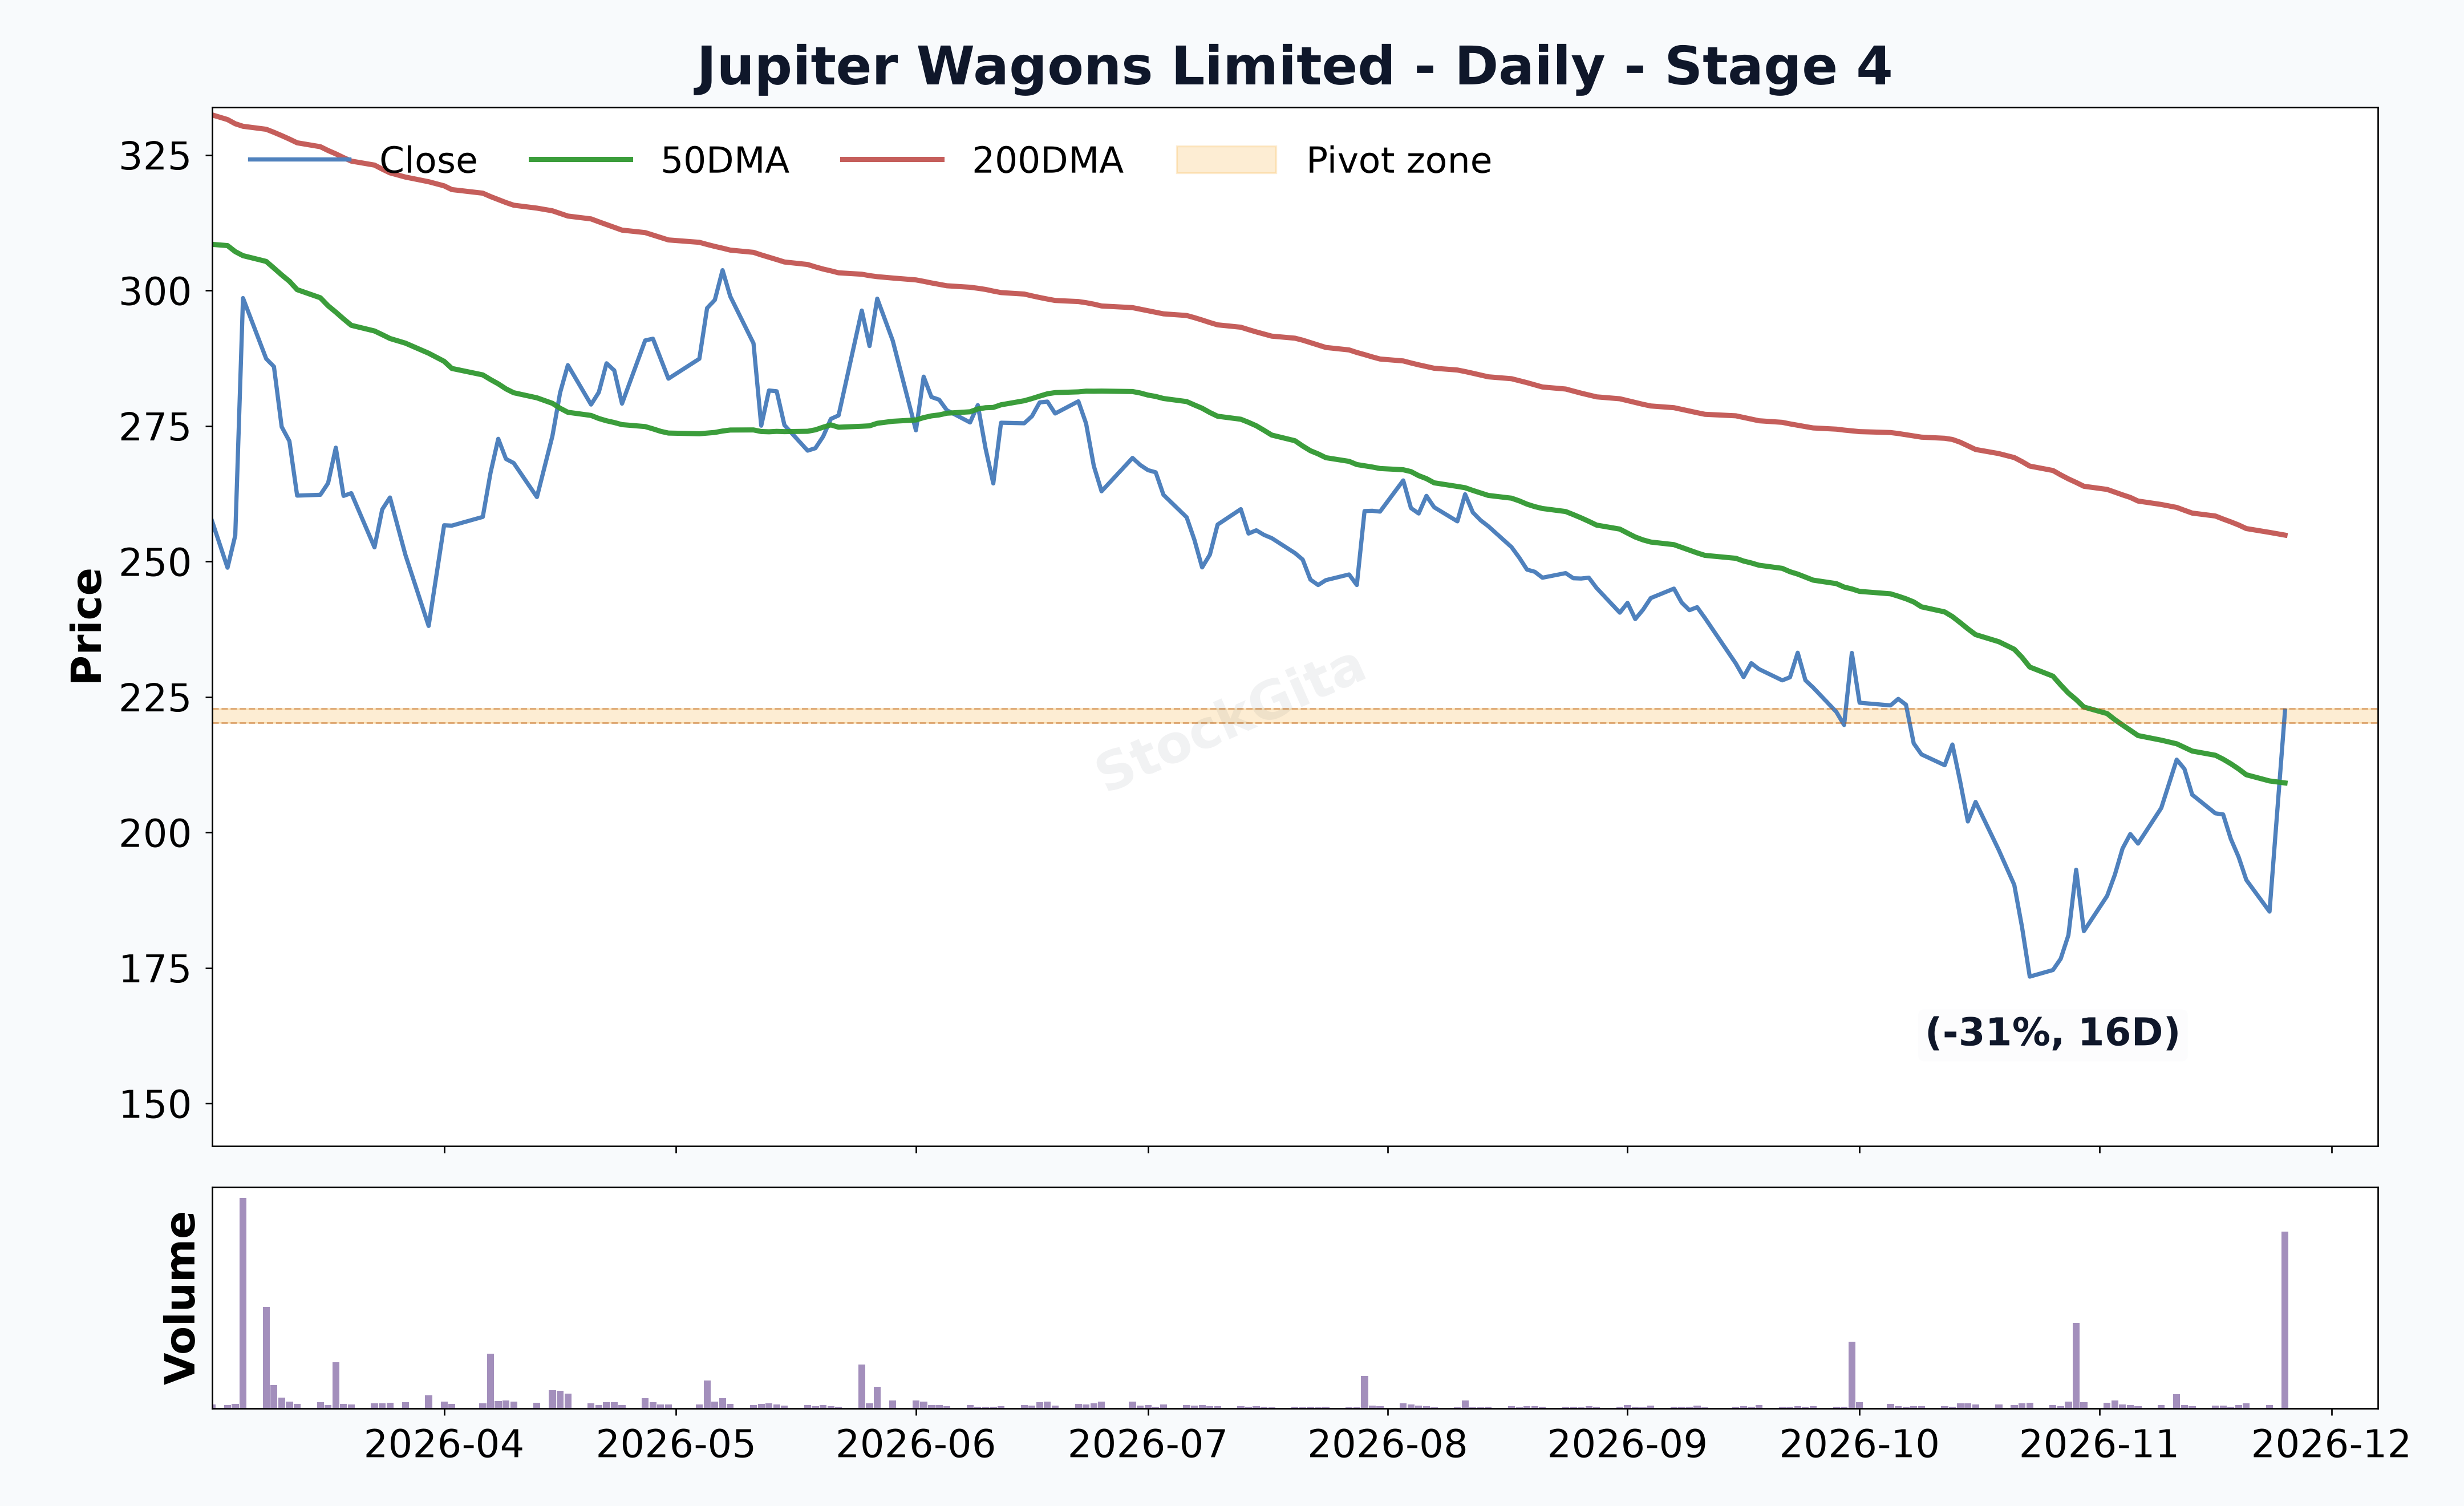 Jupiter Wagons Limited - Daily - Stage 4
Close 50DMA 200DMA Pivot zone
Price
325
300
275
250
225
200
175
150
StockGita
(-31%, 16D)
Volume
2026-04 2026-05 2026-06 2026-07 2026-08 2026-09 2026-10 2026-11 2026-12